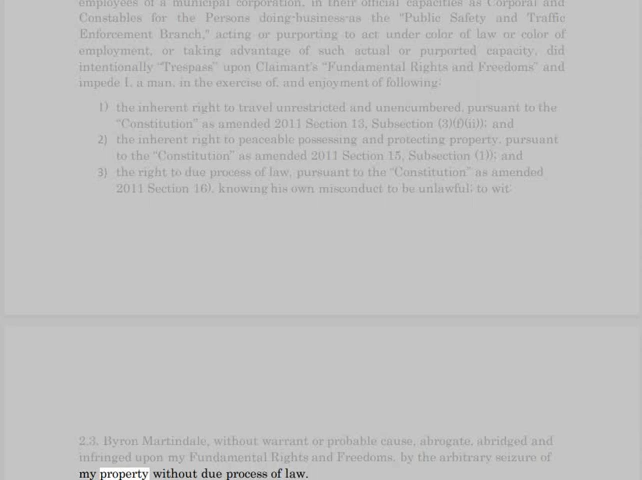 employees of a municipal corporation, in their official capacities as Corporal and
Constables for the Persons doing-business-as the "Public Safety and Traffic
Enforcement Branch," acting or purporting to act under color of law or color of
employment, or taking advantage of such actual or purported capacity, did
intentionally "Trespass" upon Claimant's "Fundamental Rights and Freedoms" and
impede I, a man, in the exercise of, and enjoyment of following:
1) the inherent right to travel unrestricted and unencumbered, pursuant to the
"Constitution" as amended 2011 Section 13, Subsection (3)(f)(ii)); and
2) the inherent right to peaceable possessing and protecting property, pursuant
to the "Constitution" as amended 2011 Section 15, Subsection (1)); and
3) the right to due process of law, pursuant to the "Constitution" as amended
2011 Section 16), knowing his own misconduct to be unlawful; to wit:
2.3. Byron Martindale, without warrant or probable cause, abrogate, abridged and
infringed upon my Fundamental Rights and Freedoms, by the arbitrary seizure of
my property without due process of law.